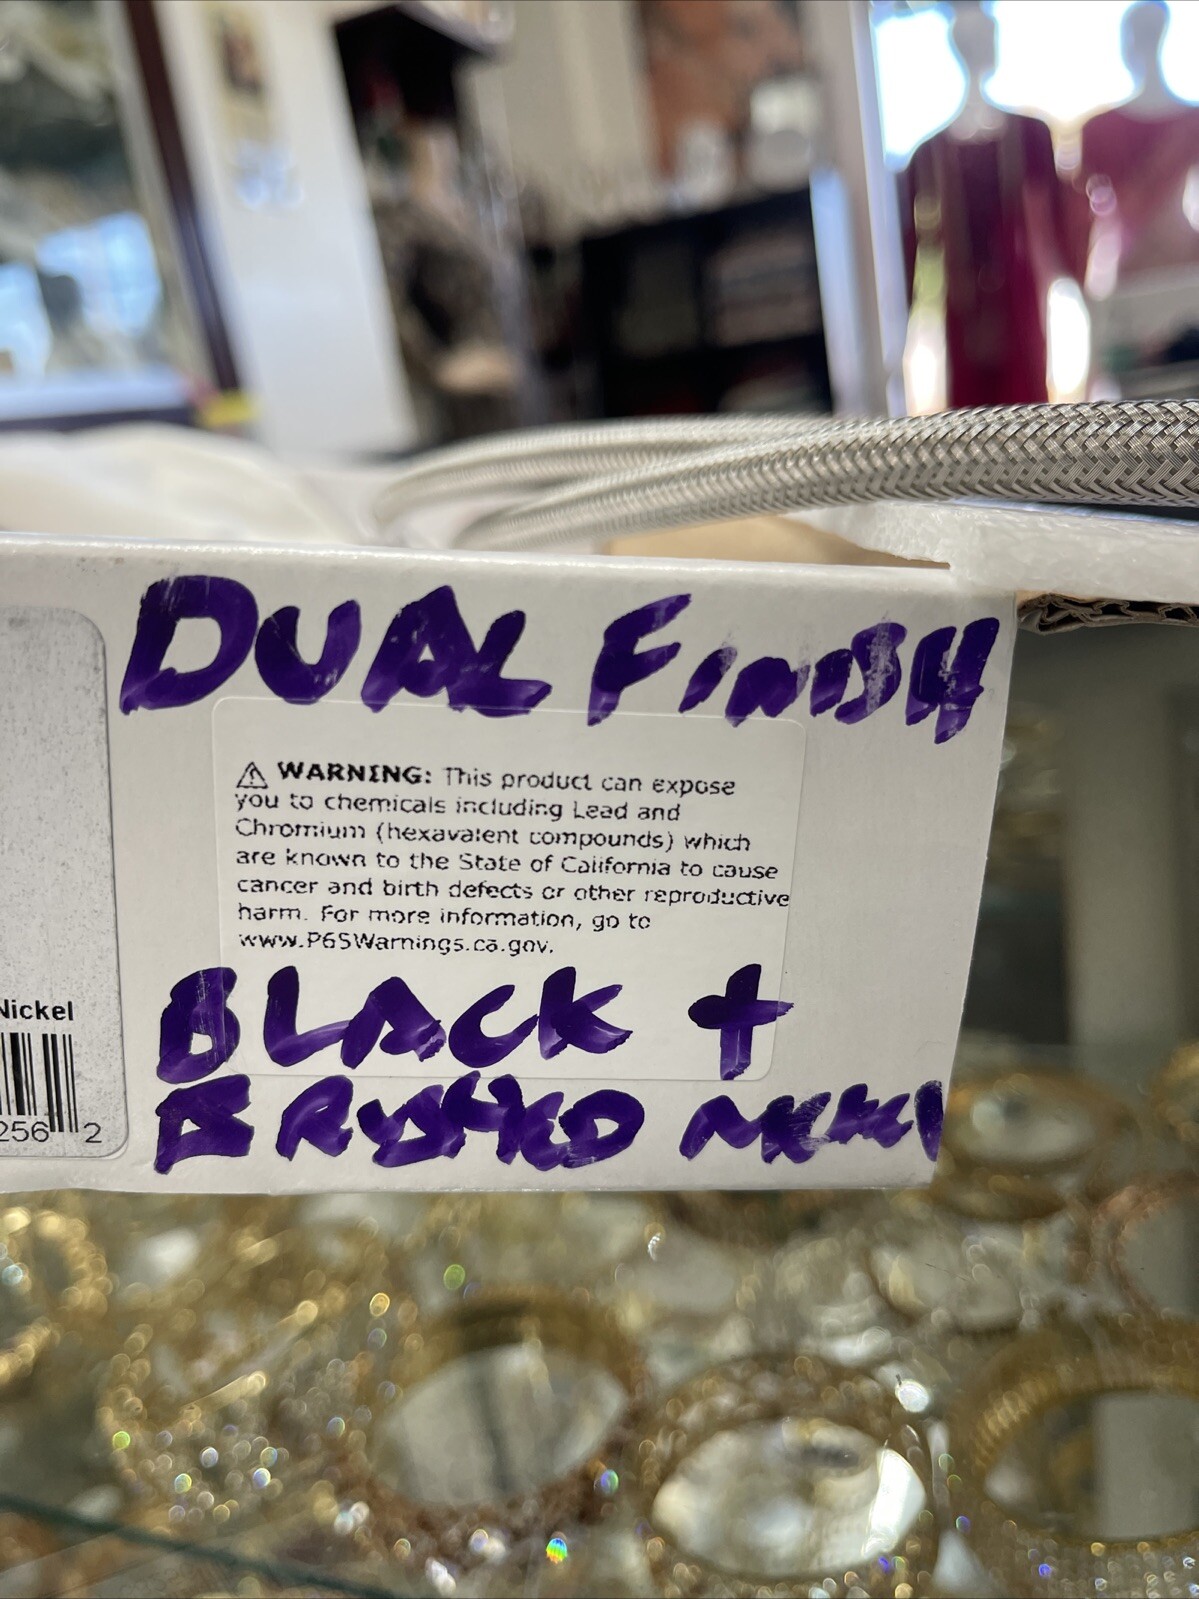 DUAL FINISH
⚠ WARNING: This product can expose
you to chemicals including Lead and
Chromium (hexavalent compounds) which
are known to the State of California to cause
cancer and birth defects or other reproductive
harm. For more information, go to
www.P65Warnings.ca.gov.
Nickel
256 2
BLACK +
BRUSHED NICKEL